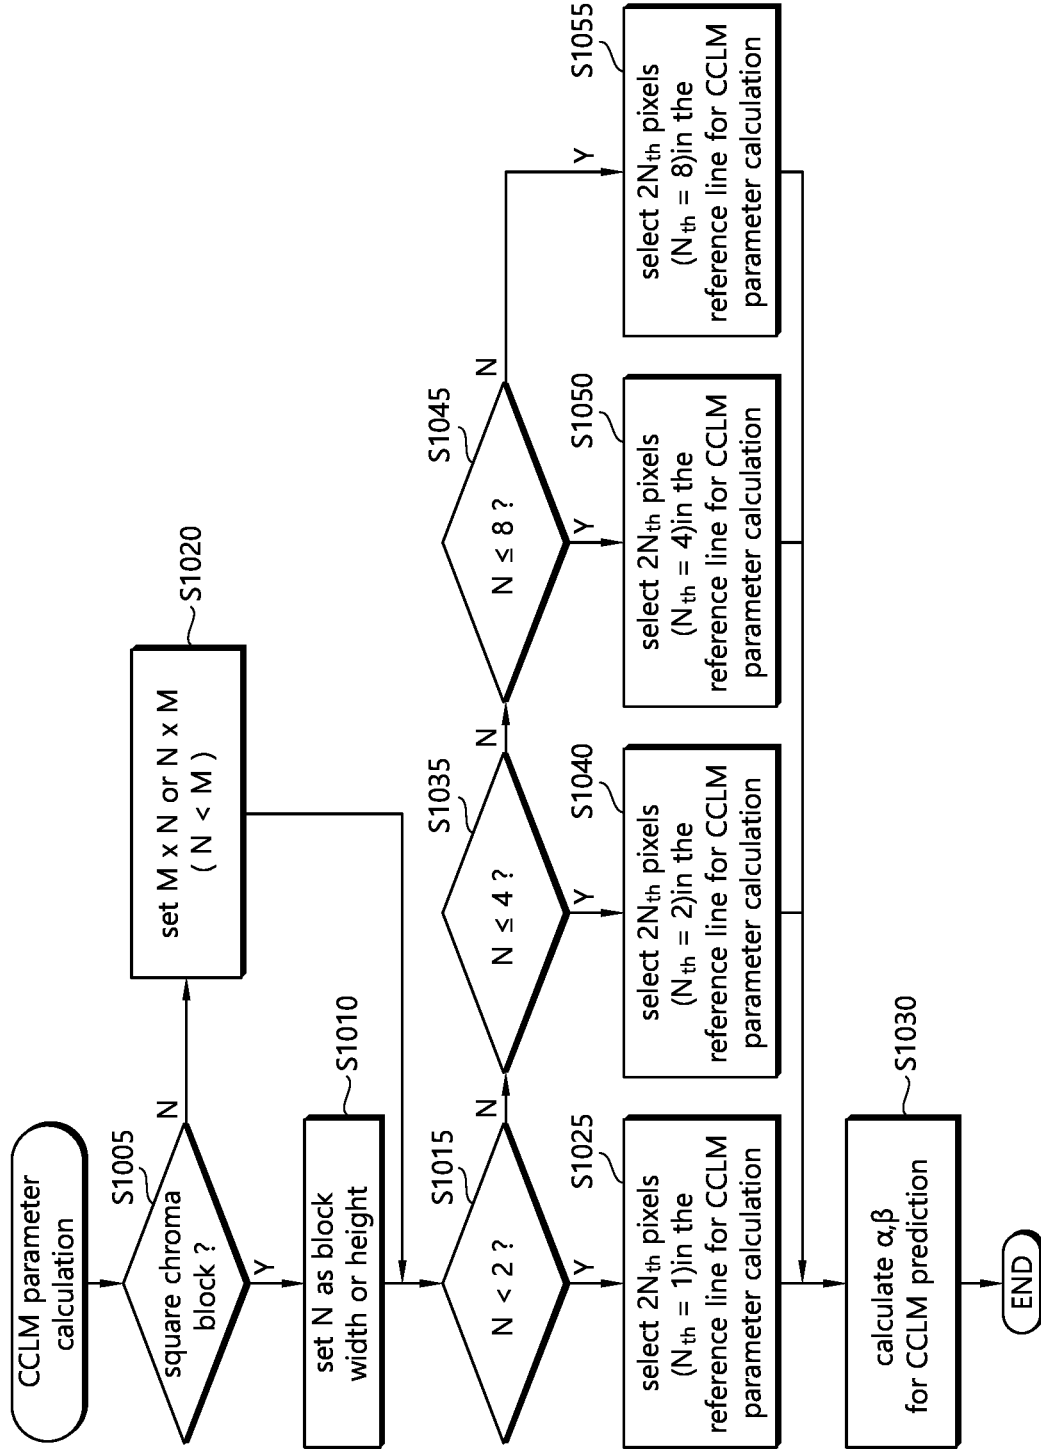 CCLM parameter
calculation
S1005
square chroma
block ?
N
Y
S1020
set M x N or N x M
( N < M )
S1010
set N as block
width or height
S1015
N < 2 ?
N
Y
S1035
N ≤ 4 ?
N
Y
S1045
N ≤ 8 ?
N
Y
Y
S1025
select 2Nth pixels
(Nth = 1)in the
reference line for CCLM
parameter calculation
S1040
select 2Nth pixels
(Nth = 2)in the
reference line for CCLM
parameter calculation
S1050
select 2Nth pixels
(Nth = 4)in the
reference line for CCLM
parameter calculation
S1055
select 2Nth pixels
(Nth = 8)in the
reference line for CCLM
parameter calculation
S1030
calculate α,β
for CCLM prediction
END